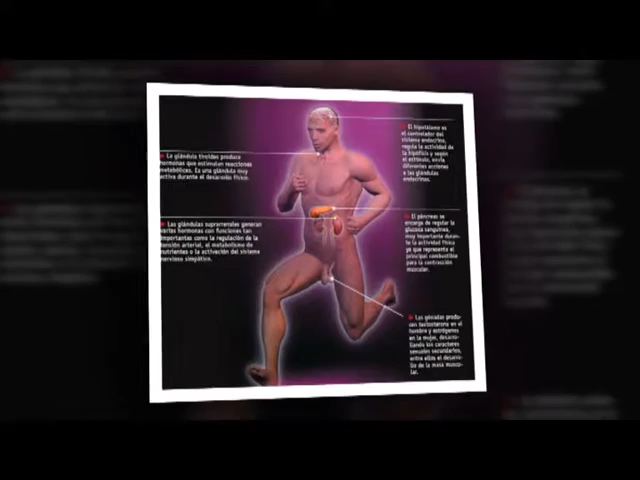 La glándula tiroides produce
hormonas que estimulan reacciones
metabólicas. Es una glándula muy
activa durante el desarrollo físico.
Las glándulas suprarrenales generan
varias hormonas con funciones tan
importantes como la regulación de la
tensión arterial, el metabolismo de
nutrientes o la activación del sistema
nervioso simpático.
El hipotálamo es
el controlador del
sistema endocrino,
regula la actividad
de la hipófisis y según
el estímulo, envía
diferentes acciones
a las glándulas
endocrinas.
El páncreas se
encarga de regular la
glucosa sanguínea,
muy importante duran-
te la actividad física
ya que representa el
principal combustible
para la contracción
muscular.
Las gónadas produ-
cen testosterona en el
hombre y estrógenos
en la mujer, desarro-
llando los caracteres
sexuales secundarios,
entre ellos el desarro-
llo de la masa muscu-
lar.